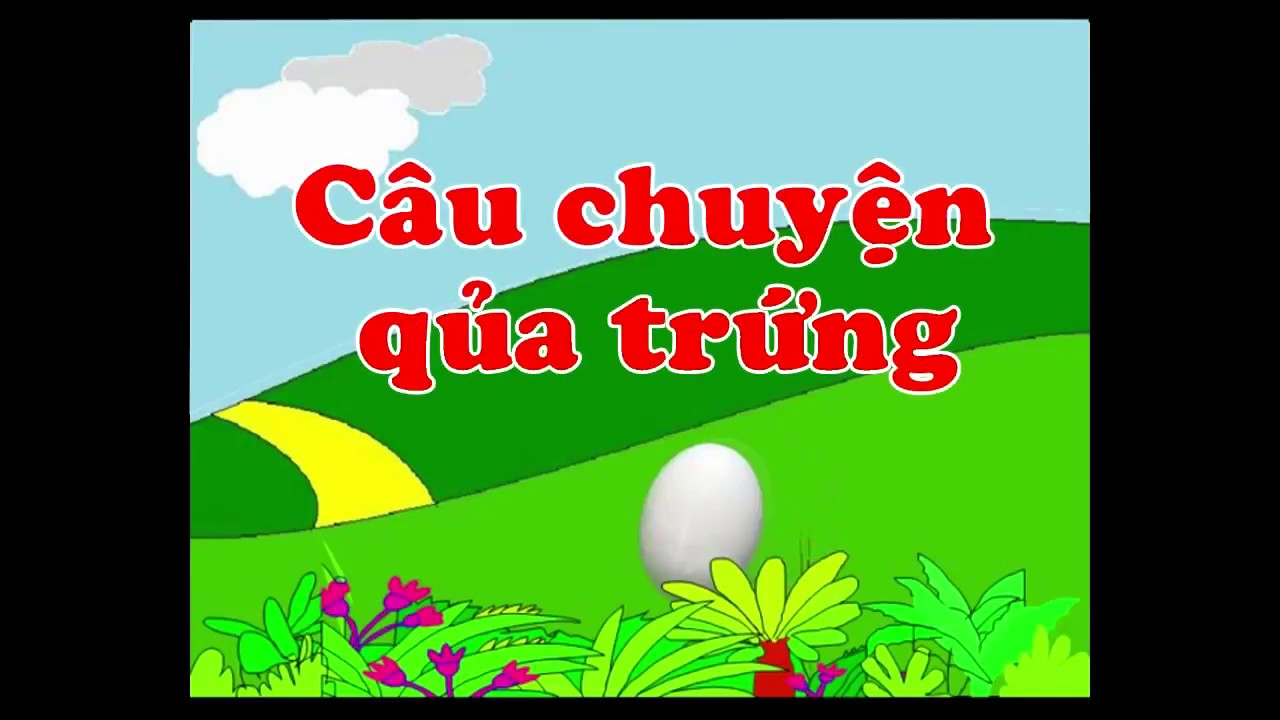 Câu chuyện
qủa trứng